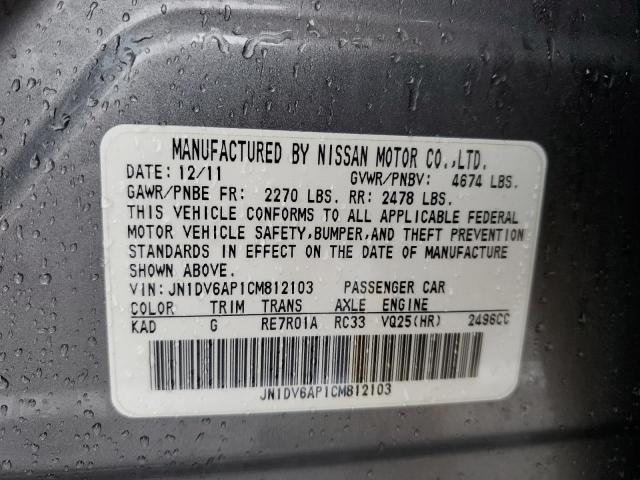 MANUFACTURED BY NISSAN MOTOR CO.,LTD.
DATE: 12/11 GVWR/PNBV: 4674 LBS.
GAWR/PNBE FR: 2270 LBS. RR: 2478 LBS.
THIS VEHICLE CONFORMS TO ALL APPLICABLE FEDERAL
MOTOR VEHICLE SAFETY,BUMPER,AND THEFT PREVENTION
STANDARDS IN EFFECT ON THE DATE OF MANUFACTURE
SHOWN ABOVE.
VIN: JN1DV6AP1CM812103 PASSENGER CAR
COLOR TRIM TRANS AXLE ENGINE
KAD G RE7R01A RC33 VQ25(HR) 2496CC
JN1DV6AP1CM812103